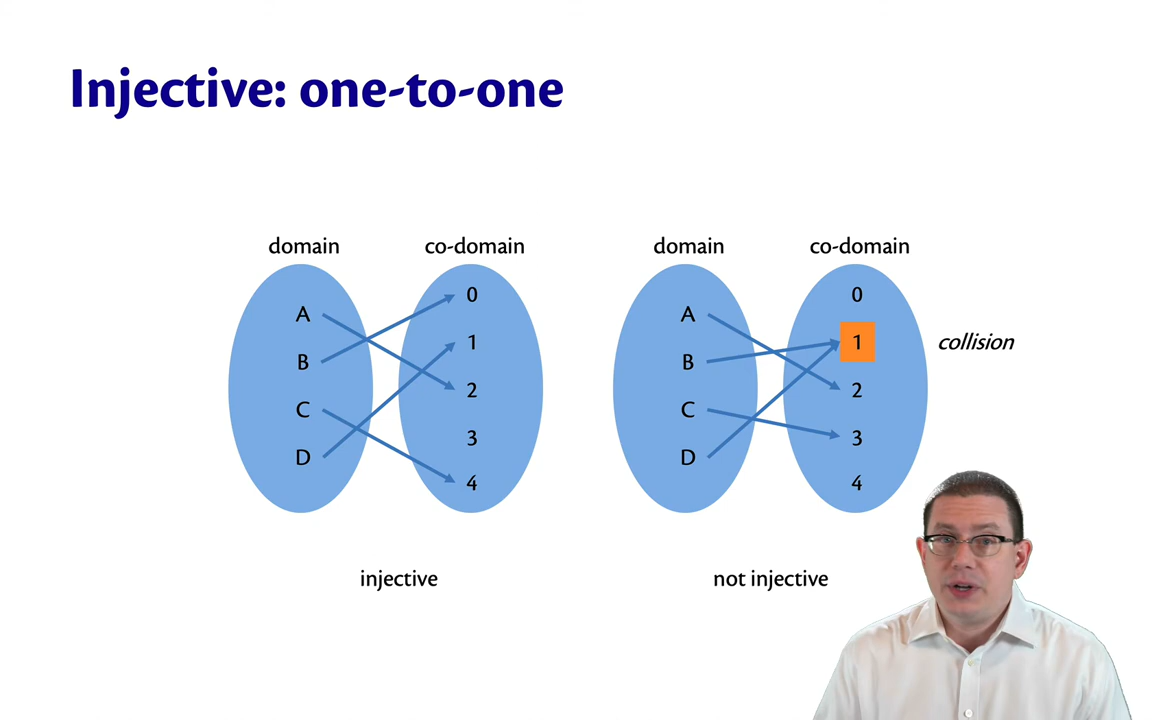 Injective: one-to-one
domain co-domain domain co-domain
A B C D
0 1 2 3 4
A B C D
0 1 2 3 4
collision
injective not injective